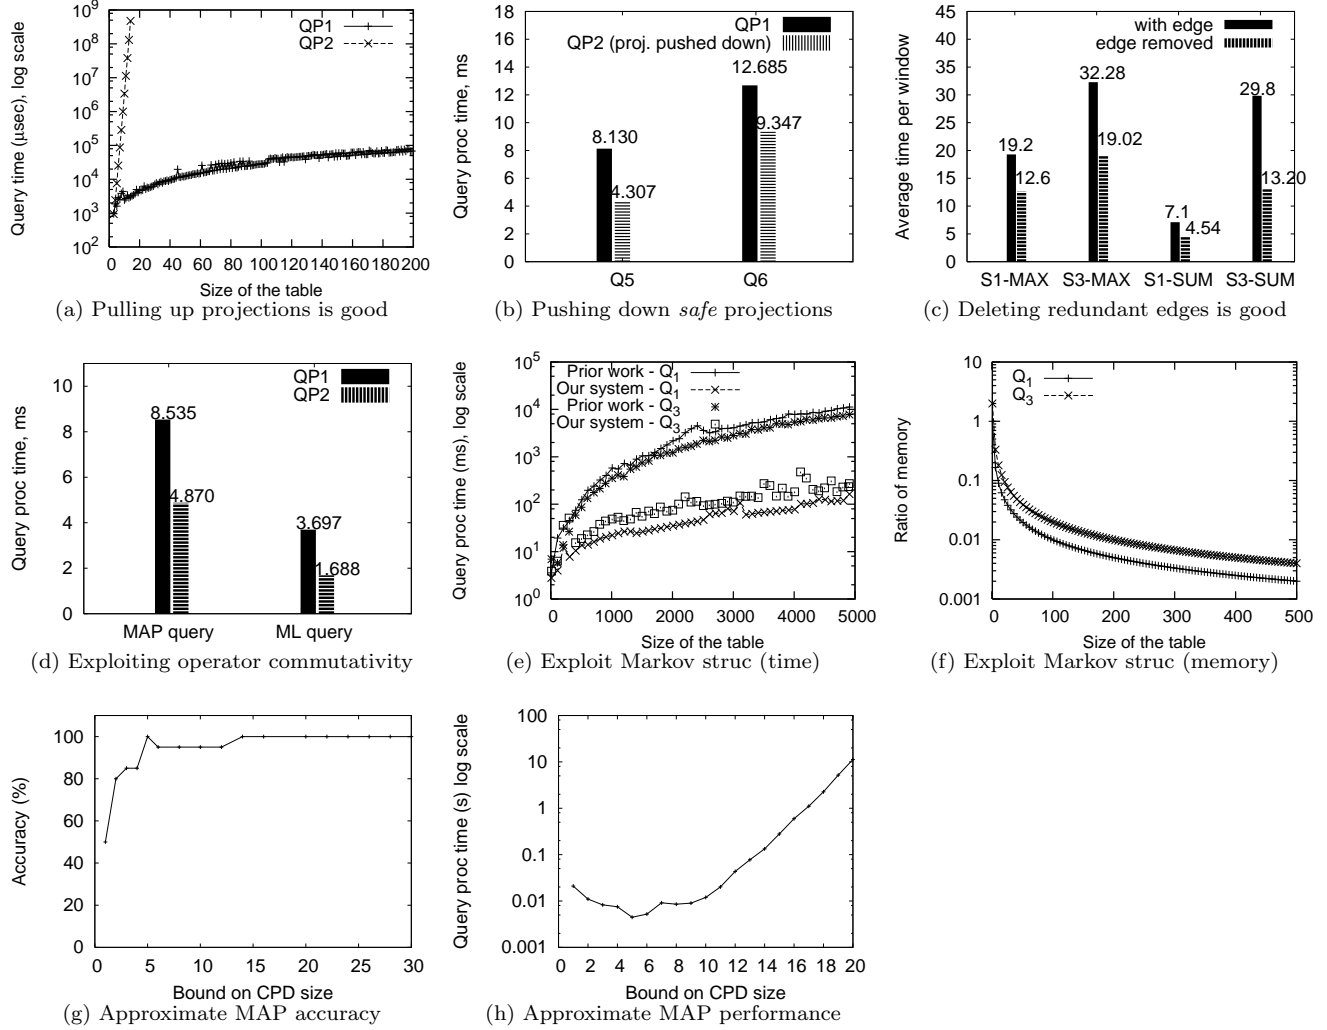 Query time (μsec), log scale
10^9
10^8
10^7
10^6
10^5
10^4
10^3
10^2
QP1
QP2
0 20 40 60 80 100 120 140 160 180 200
Size of the table
(a) Pulling up projections is good
Query proc time, ms
18
16
14
12
10
8
6
4
2
0
QP1
QP2 (proj. pushed down)
12.685
9.347
8.130
4.307
Q5 Q6
(b) Pushing down safe projections
Average time per window
45
40
35
30
25
20
15
10
5
0
with edge
edge removed
19.2
12.6
32.28
19.02
7.1
4.54
29.8
13.20
S1-MAX S3-MAX S1-SUM S3-SUM
(c) Deleting redundant edges is good
Query proc time, ms
10
8
6
4
2
0
QP1
QP2
8.535
4.870
3.697
1.688
MAP query ML query
(d) Exploiting operator commutativity
Query proc time (ms), log scale
10^5
10^4
10^3
10^2
10^1
10^0
Prior work - Q1
Our system - Q1
Prior work - Q3
Our system - Q3
0 1000 2000 3000 4000 5000
Size of the table
(e) Exploit Markov struc (time)
Ratio of memory
10
1
0.1
0.01
0.001
Q1
Q3
0 100 200 300 400 500
Size of the table
(f) Exploit Markov struc (memory)
Accuracy (%)
100
80
60
40
20
0
0 5 10 15 20 25 30
Bound on CPD size
(g) Approximate MAP accuracy
Query proc time (s) log scale
100
10
1
0.1
0.01
0.001
0 2 4 6 8 10 12 14 16 18 20
Bound on CPD size
(h) Approximate MAP performance